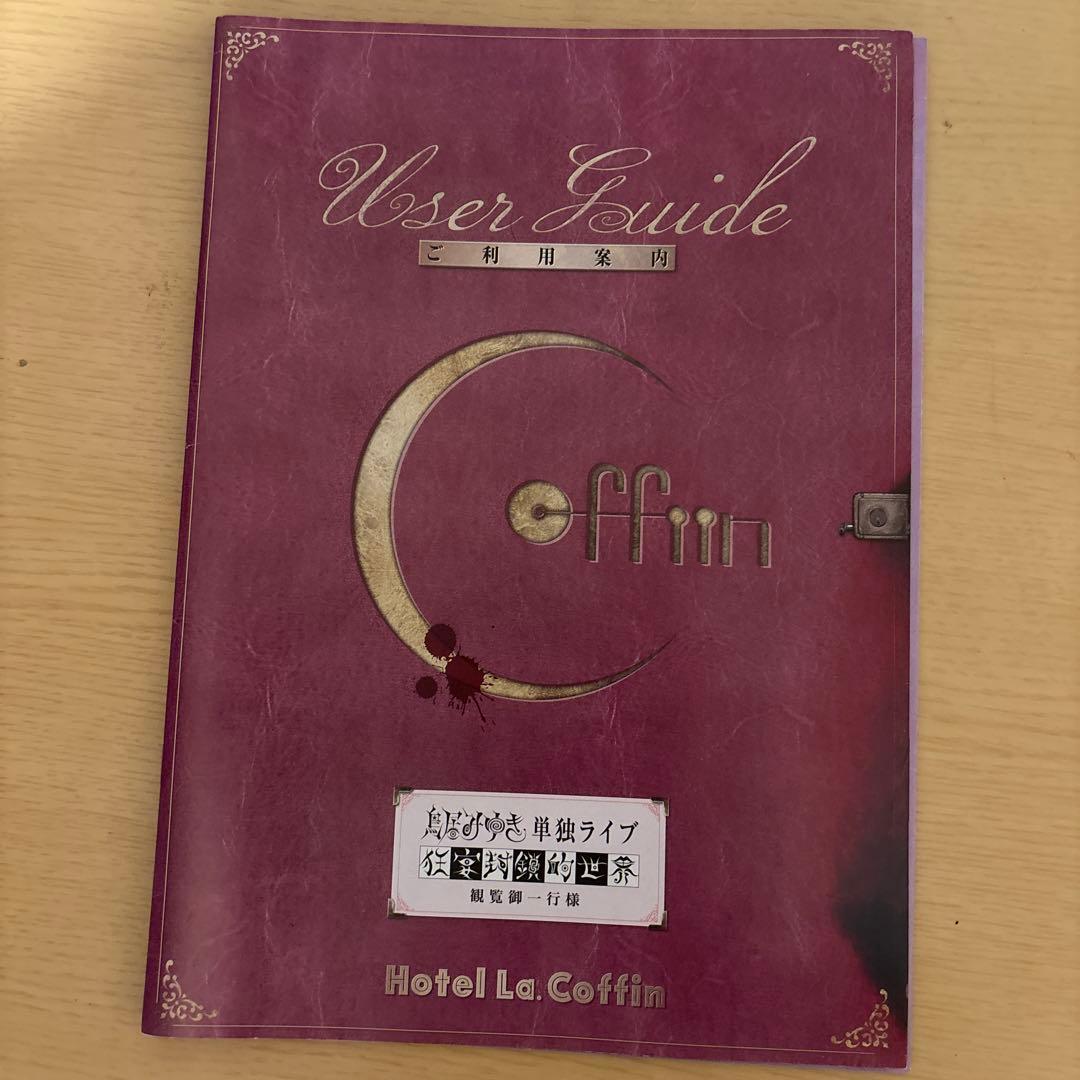 User Guide
ご利用案内
Coffiin
鳥居みゆき 単独ライブ
狂宴封鎖的世界
観覧御一行様
Hotel La.Coffin